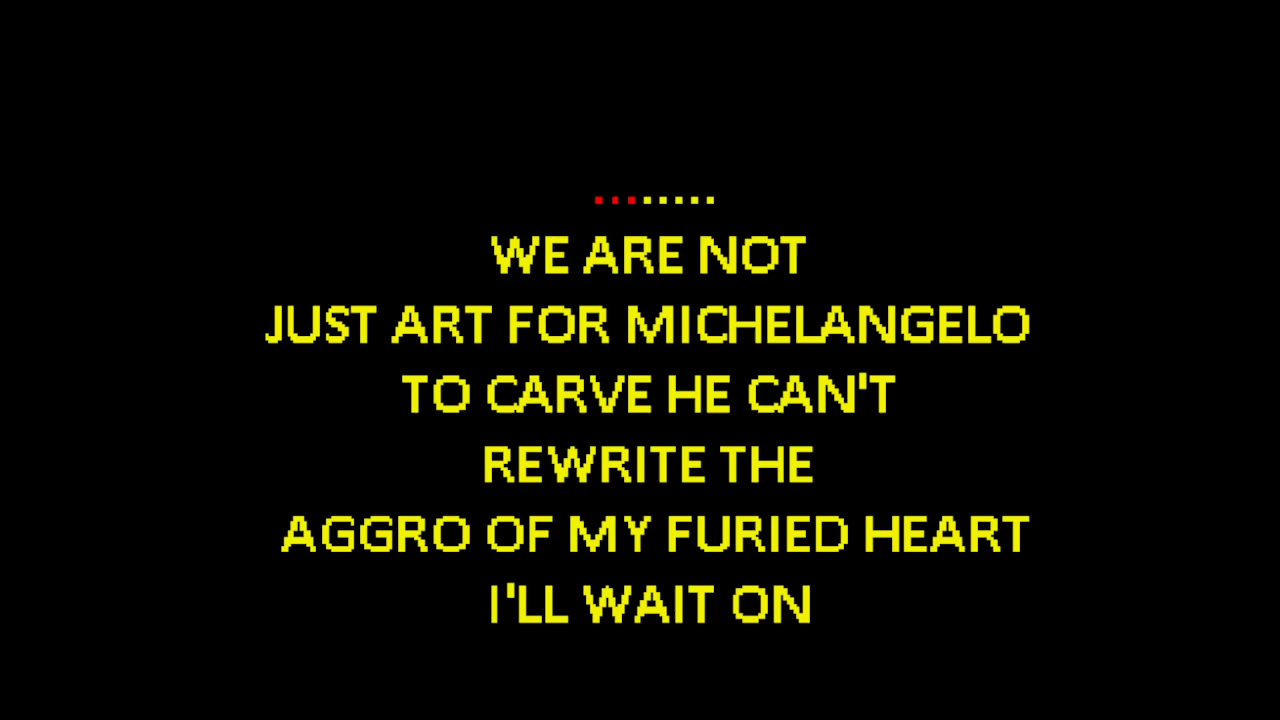 ........
WE ARE NOT
JUST ART FOR MICHELANGELO
TO CARVE HE CAN'T
REWRITE THE
AGGRO OF MY FURIED HEART
I'LL WAIT ON